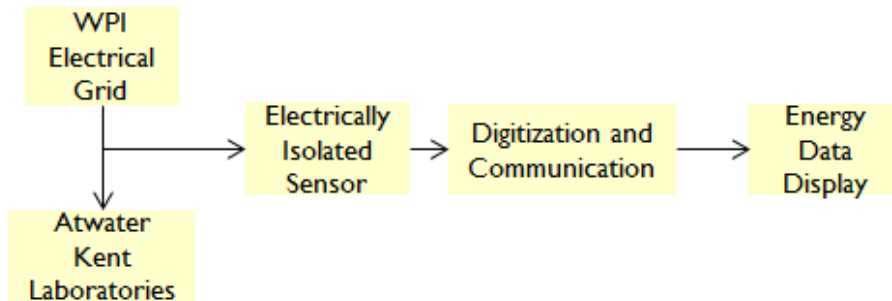 WPI
Electrical
Grid
Electrically
Isolated
Sensor
Digitization and
Communication
Energy
Data
Display
Atwater
Kent
Laboratories